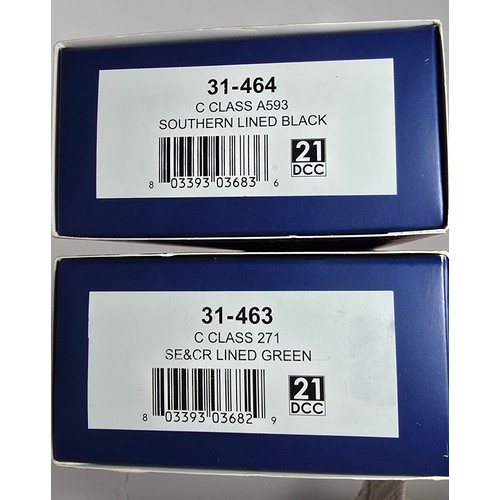 31-464
C CLASS A593
SOUTHERN LINED BLACK
21
DCC
8 03393 03683 6
31-463
C CLASS 271
SE&CR LINED GREEN
21
DCC
8 03393 03682 9